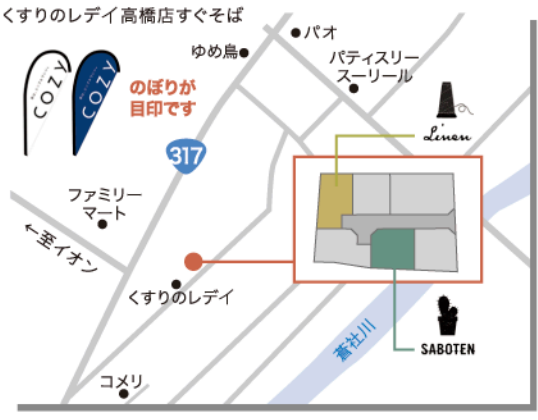 くすりのレデイ高橋店すぐそば
パオ
ゆめ鳥
パティスリー
スーリール
COZY
COZY
のぼりが
目印です
Linen
317
ファミリー
マート
←至イオン
くすりのレデイ
蒼社川
SABOTEN
コメリ